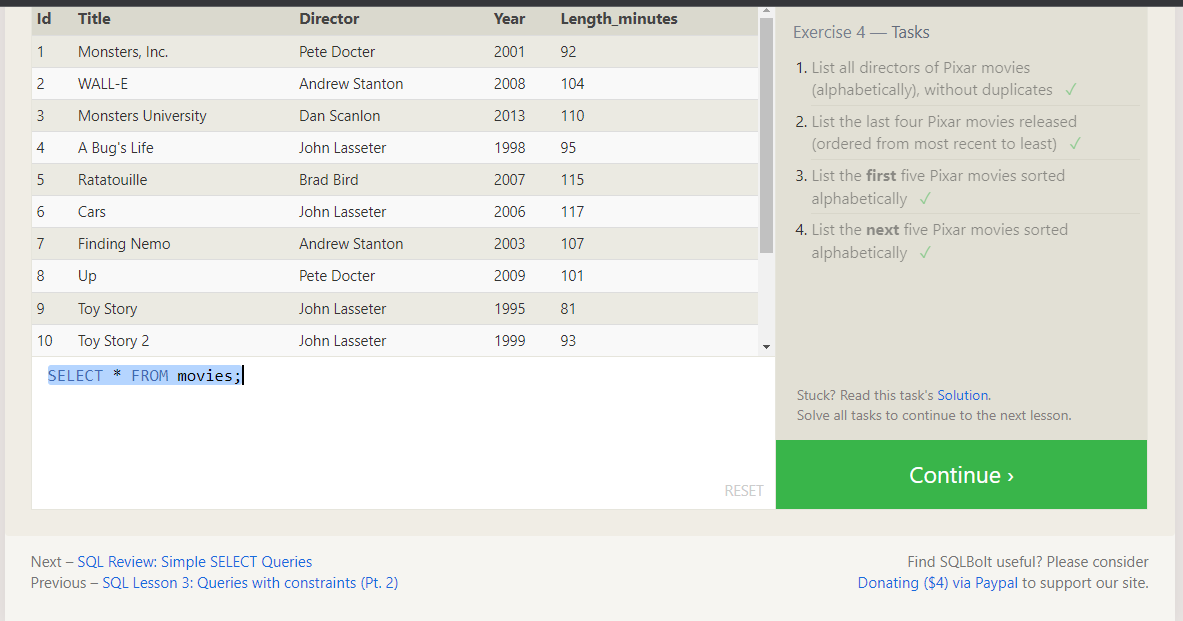 Id Title Director Year Length_minutes
1 Monsters, Inc. Pete Docter 2001 92
2 WALL-E Andrew Stanton 2008 104
3 Monsters University Dan Scanlon 2013 110
4 A Bug's Life John Lasseter 1998 95
5 Ratatouille Brad Bird 2007 115
6 Cars John Lasseter 2006 117
7 Finding Nemo Andrew Stanton 2003 107
8 Up Pete Docter 2009 101
9 Toy Story John Lasseter 1995 81
10 Toy Story 2 John Lasseter 1999 93
SELECT * FROM movies;
RESET
Exercise 4 — Tasks
1. List all directors of Pixar movies
(alphabetically), without duplicates ✓
2. List the last four Pixar movies released
(ordered from most recent to least) ✓
3. List the first five Pixar movies sorted
alphabetically ✓
4. List the next five Pixar movies sorted
alphabetically ✓
Stuck? Read this task's Solution.
Solve all tasks to continue to the next lesson.
Continue ›
Next – SQL Review: Simple SELECT Queries
Previous – SQL Lesson 3: Queries with constraints (Pt. 2)
Find SQLBolt useful? Please consider
Donating ($4) via Paypal to support our site.